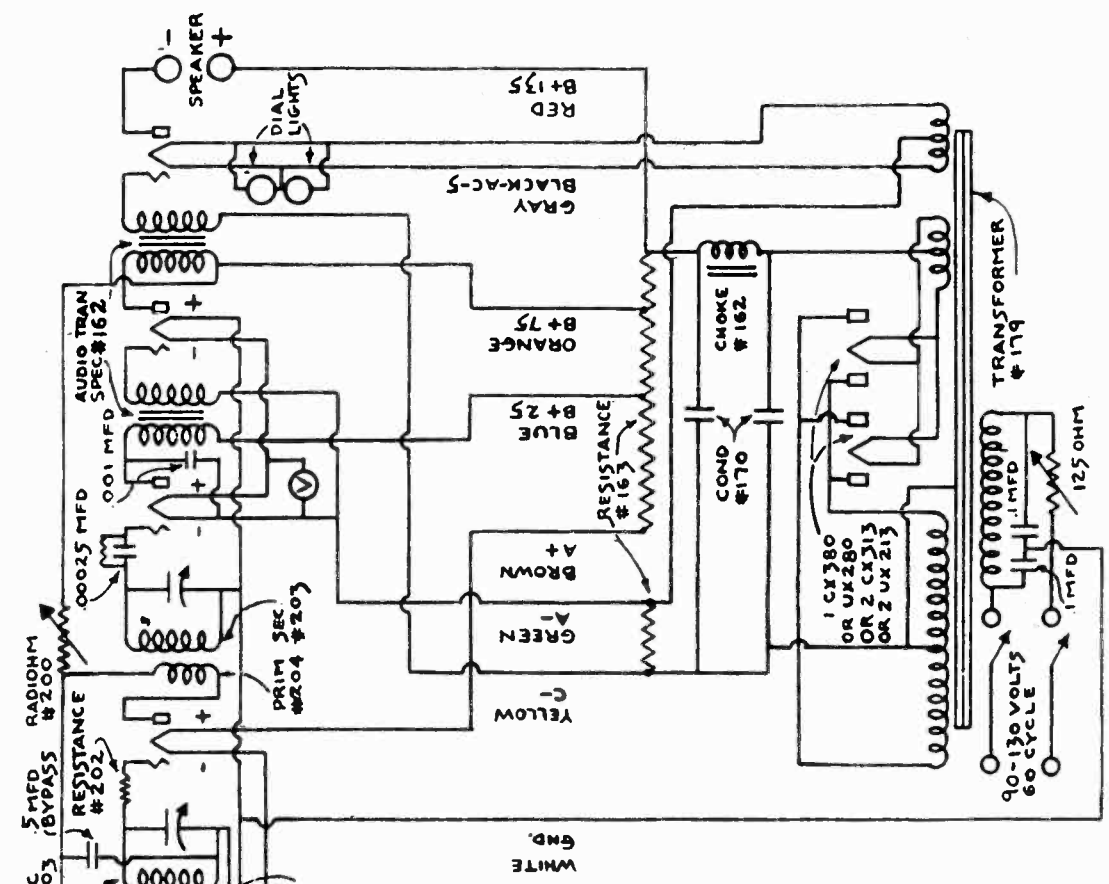 - SPEAKER +
DIAL
LIGHTS
B+135
RED
BLACK-AC-5
GRAY
AUDIO TRAN
SPEC#162
+
-
B+75
ORANGE
CHOKE
#162
TRANSFORMER
#179
.001 MFD
+
-
V
B+25
BLUE
RESISTANCE
#163
COND
#170
.1MFD
125 OHM
.1 MFD
1 CX380
OR UX280
OR 2 CX313
OR 2 UX213
.00025 MFD
A+
BROWN
A-
GREEN
SEC.
#203
PRIM
#204
RADIOHM
#200
C-
YELLOW
90-130 VOLTS
60 CYCLE
+
-
RESISTANCE
#202
.5 MFD
BYPASS
GND.
WHITE
C
03